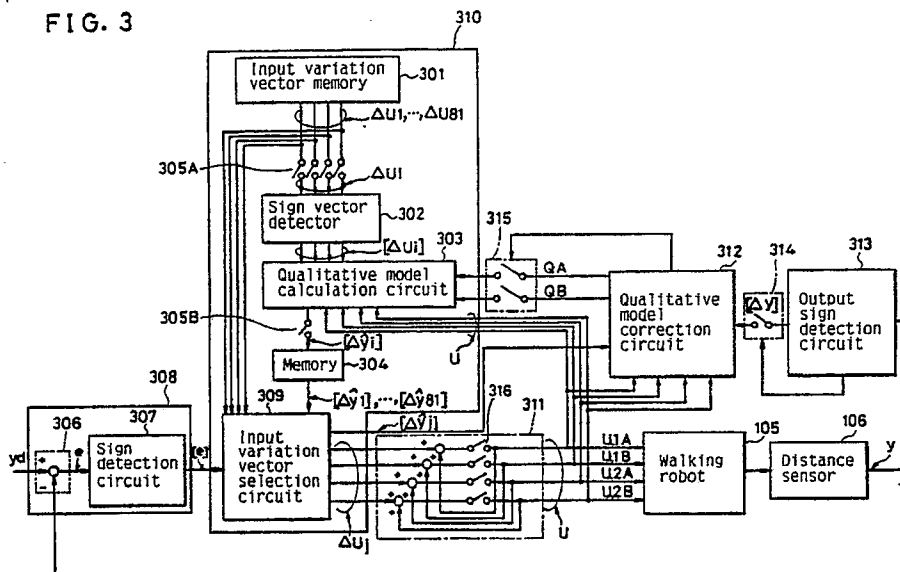 FIG. 3
310
Input variation
vector memory
301
ΔU1,…,ΔU81
305A
ΔUi
Sign vector
detector
302
[ΔUi]
303
Qualitative model
calculation circuit
315
QA
QB
312
Qualitative
model
correction
circuit
314
[Δy]
313
Output
sign
detection
circuit
305B
[Δŷi]
U
Memory
304
[Δŷ1],…,[Δŷ81]
[Δŷj]
308
307
306
yd
+
−
e
Sign
detection
circuit
[e]
309
Input
variation
vector
selection
circuit
ΔUj
316
311
+
+
+
+
+
+
+
+
U
U1A
U1B
U2A
U2B
105
Walking
robot
106
Distance
sensor
y